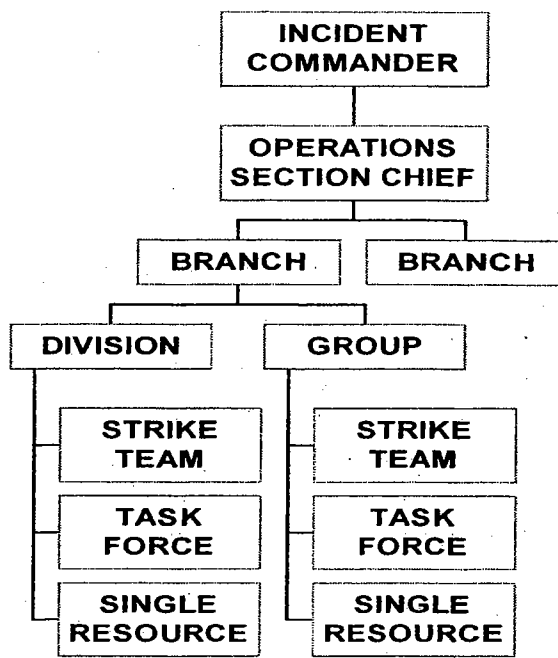 INCIDENT
COMMANDER
OPERATIONS
SECTION CHIEF
BRANCH
BRANCH
DIVISION
GROUP
STRIKE
TEAM
TASK
FORCE
SINGLE
RESOURCE
STRIKE
TEAM
TASK
FORCE
SINGLE
RESOURCE